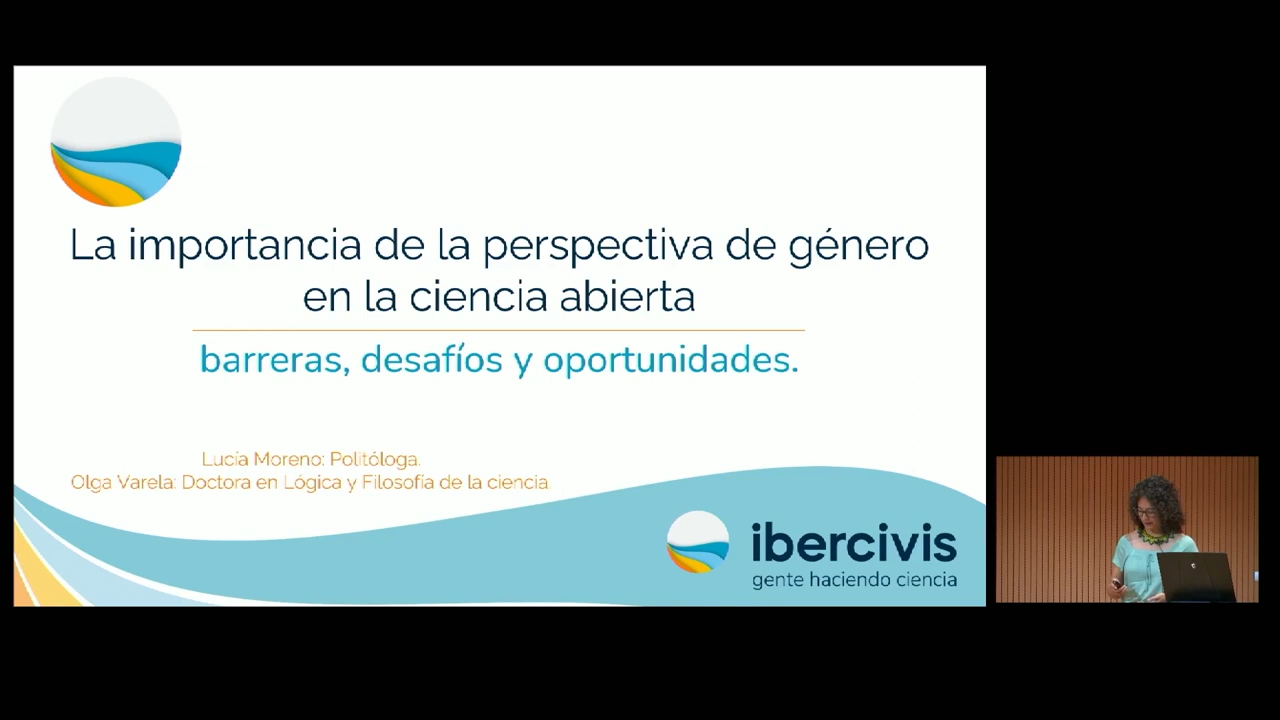 La importancia de la perspectiva de género
en la ciencia abierta
barreras, desafíos y oportunidades.
Lucía Moreno: Politóloga.
Olga Varela: Doctora en Lógica y Filosofía de la ciencia
ibercivis
gente haciendo ciencia